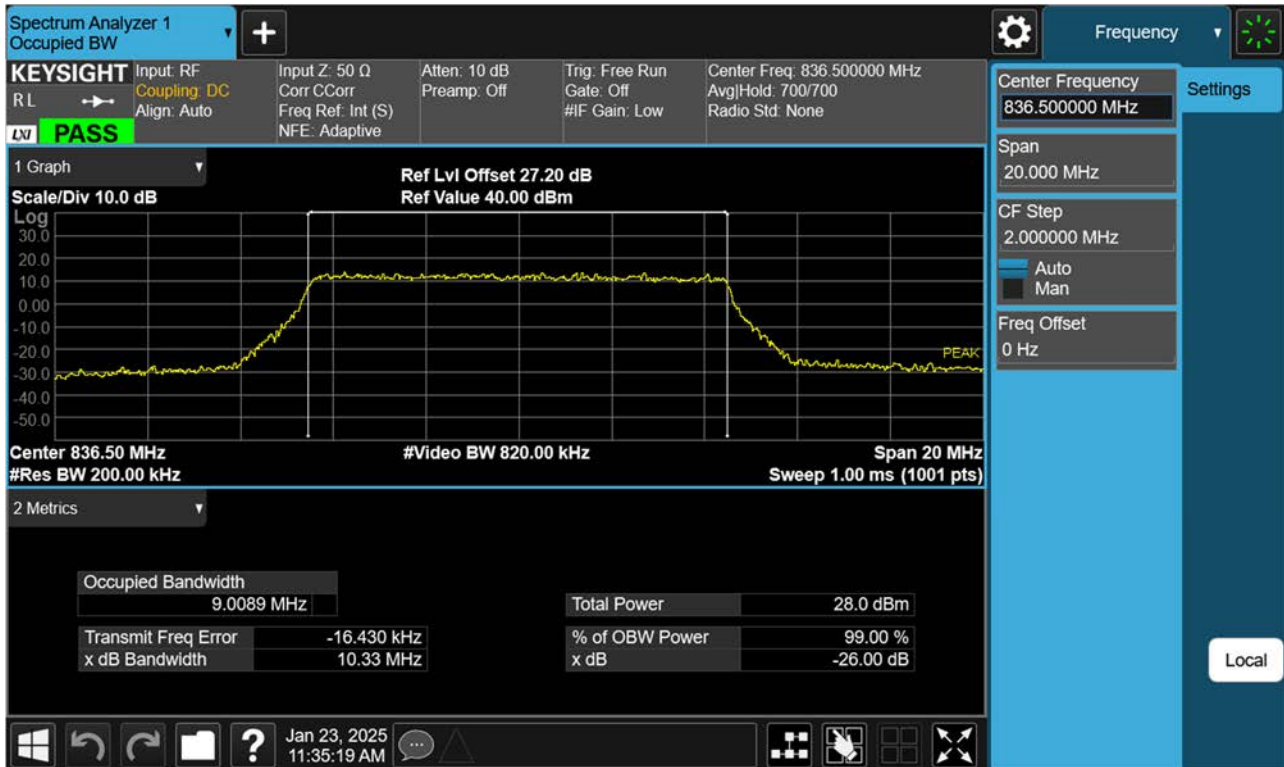 Spectrum Analyzer 1
Occupied BW
+
Frequency
KEYSIGHT
RL
LXI
PASS
Input: RF
Coupling: DC
Align: Auto
Input Z: 50 Ω
Corr CCorr
Freq Ref: Int (S)
NFE: Adaptive
Atten: 10 dB
Preamp: Off
Trig: Free Run
Gate: Off
#IF Gain: Low
Center Freq: 836.500000 MHz
Avg|Hold: 700/700
Radio Std: None
Center Frequency
836.500000 MHz
Settings
Span
20.000 MHz
CF Step
2.000000 MHz
Auto
Man
Freq Offset
0 Hz
Local
1 Graph
Scale/Div 10.0 dB
Ref Lvl Offset 27.20 dB
Ref Value 40.00 dBm
Log
30.0
20.0
10.0
0.00
-10.0
-20.0
-30.0
-40.0
-50.0
PEAK
Center 836.50 MHz
#Video BW 820.00 kHz
Span 20 MHz
#Res BW 200.00 kHz
Sweep 1.00 ms (1001 pts)
2 Metrics
Occupied Bandwidth
9.0089 MHz
Total Power 28.0 dBm
Transmit Freq Error -16.430 kHz
% of OBW Power 99.00 %
x dB Bandwidth 10.33 MHz
x dB -26.00 dB
?
Jan 23, 2025
11:35:19 AM